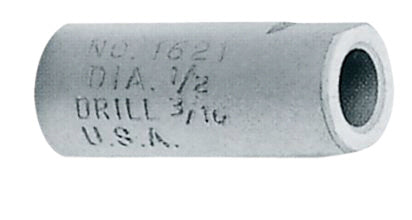 NO. 1621
DIA. 1/2
DRILL 3/16
U.S.A.